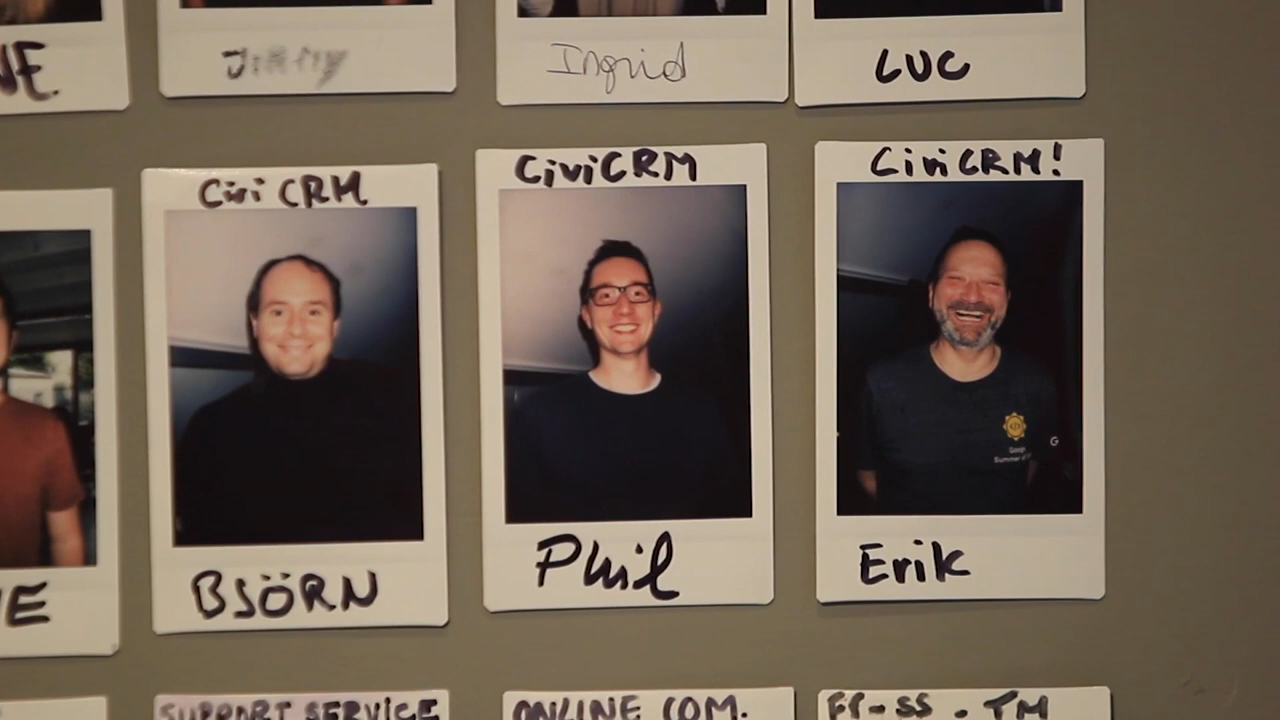 Ingrid
LUC
Civi CRM
CiviCRM
CiviCRM!
BJÖRN
Phil
Erik
SUPPORT SERVICE
ONLINE COM.